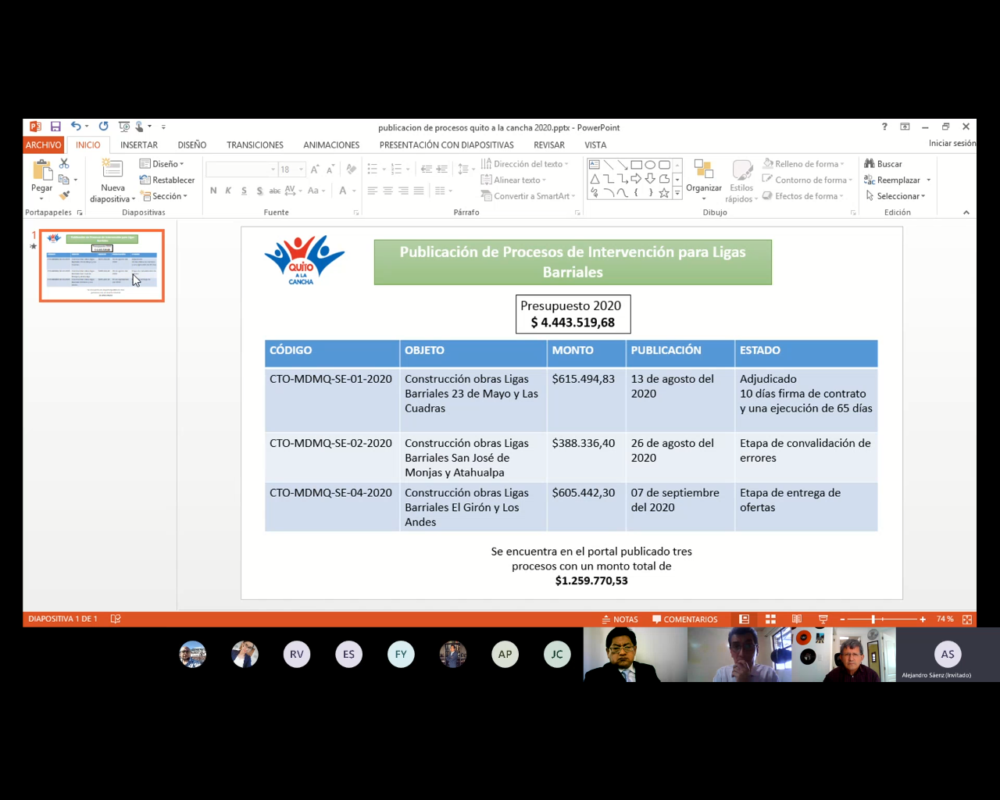 publicacion de procesos quito a la cancha 2020.pptx - PowerPoint
?
Iniciar sesión
ARCHIVO INICIO INSERTAR DISEÑO TRANSICIONES ANIMACIONES PRESENTACIÓN CON DIAPOSITIVAS REVISAR VISTA
Pegar
Portapapeles
Nueva
diapositiva
Diseño
Restablecer
Sección
Diapositivas
18
N K S S abc AV Aa A
Fuente
Dirección del texto
Alinear texto
Convertir a SmartArt
Párrafo
Organizar
Estilos
rápidos
Relleno de forma
Contorno de forma
Efectos de forma
Dibujo
Buscar
Reemplazar
Seleccionar
Edición
1
QUITO
A LA
CANCHA
Publicación de Procesos de Intervención para Ligas
Barriales
Presupuesto 2020
$ 4.443.519,68
CÓDIGO OBJETO MONTO PUBLICACIÓN ESTADO
CTO-MDMQ-SE-01-2020 Construcción obras Ligas $615.494,83 13 de agosto del Adjudicado
Barriales 23 de Mayo y Las 2020 10 días firma de contrato
Cuadras y una ejecución de 65 días
CTO-MDMQ-SE-02-2020 Construcción obras Ligas $388.336,40 26 de agosto del Etapa de convalidación de
Barriales San José de 2020 errores
Monjas y Atahualpa
CTO-MDMQ-SE-04-2020 Construcción obras Ligas $605.442,30 07 de septiembre Etapa de entrega de
Barriales El Girón y Los del 2020 ofertas
Andes
Se encuentra en el portal publicado tres
procesos con un monto total de
$1.259.770,53
DIAPOSITIVA 1 DE 1 NOTAS COMENTARIOS 74 %
RV ES FY AP JC AS
Alejandro Sáenz (Invitado)